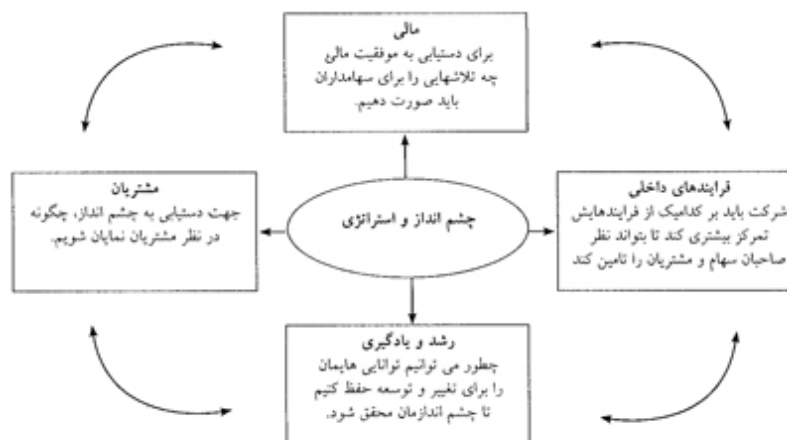 مالی
برای دستیابی به موفقیت مالی
چه تلاشهایی را برای سهامداران
باید صورت دهیم.
فرایندهای داخلی
شرکت باید بر کدامیک از فرایندهایش
تمرکز بیشتری کند تا بتواند نظر
صاحبان سهام و مشتریان را تامین کند
چشم انداز و استراتژی
مشتریان
جهت دستیابی به چشم انداز، چگونه
در نظر مشتریان نمایان شویم.
رشد و یادگیری
چطور می توانیم توانایی هایمان
را برای تغییر و توسعه حفظ کنیم
تا چشم اندازمان محقق شود.